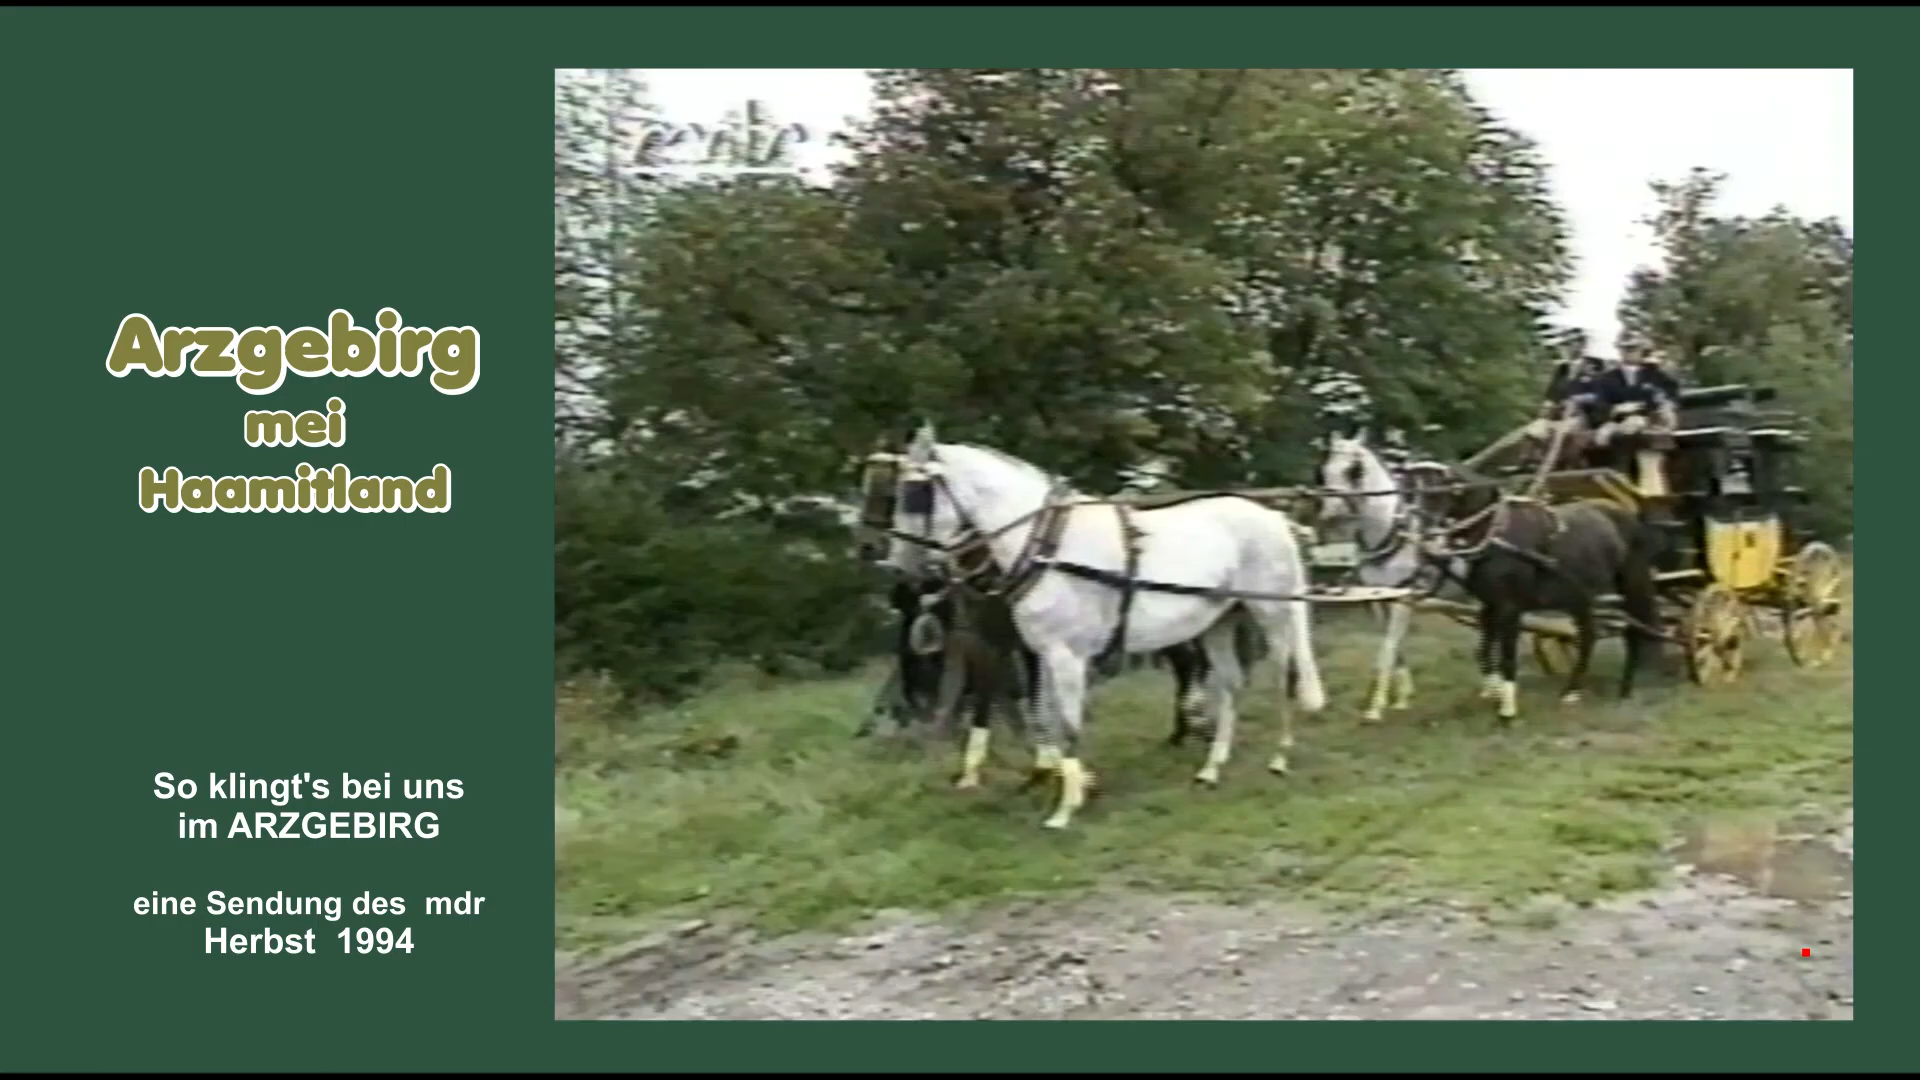 Arzgebirg
mei
Haamitland
So klingt's bei uns
im ARZGEBIRG
eine Sendung des  mdr
Herbst  1994